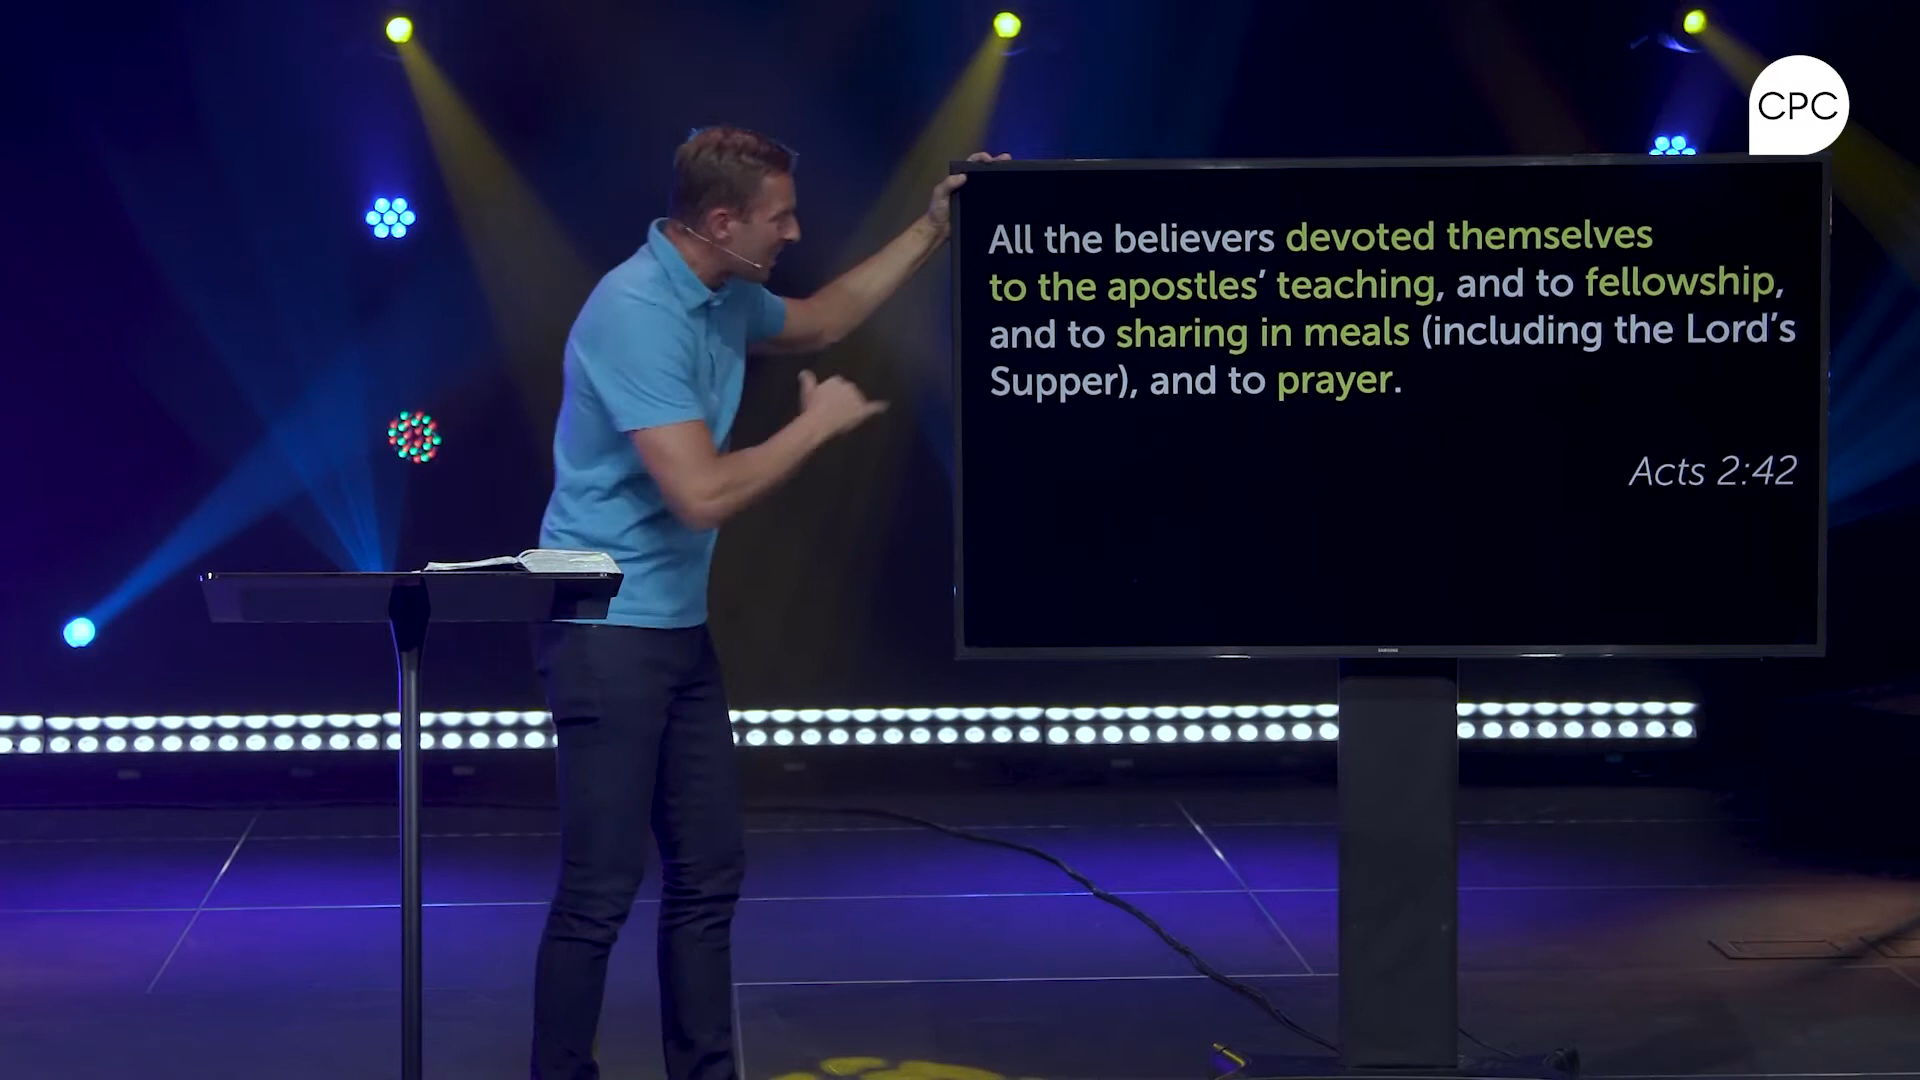 CPC
All the believers devoted themselves
to the apostles’ teaching, and to fellowship,
and to sharing in meals (including the Lord’s
Supper), and to prayer.
Acts 2:42
SAMSUNG